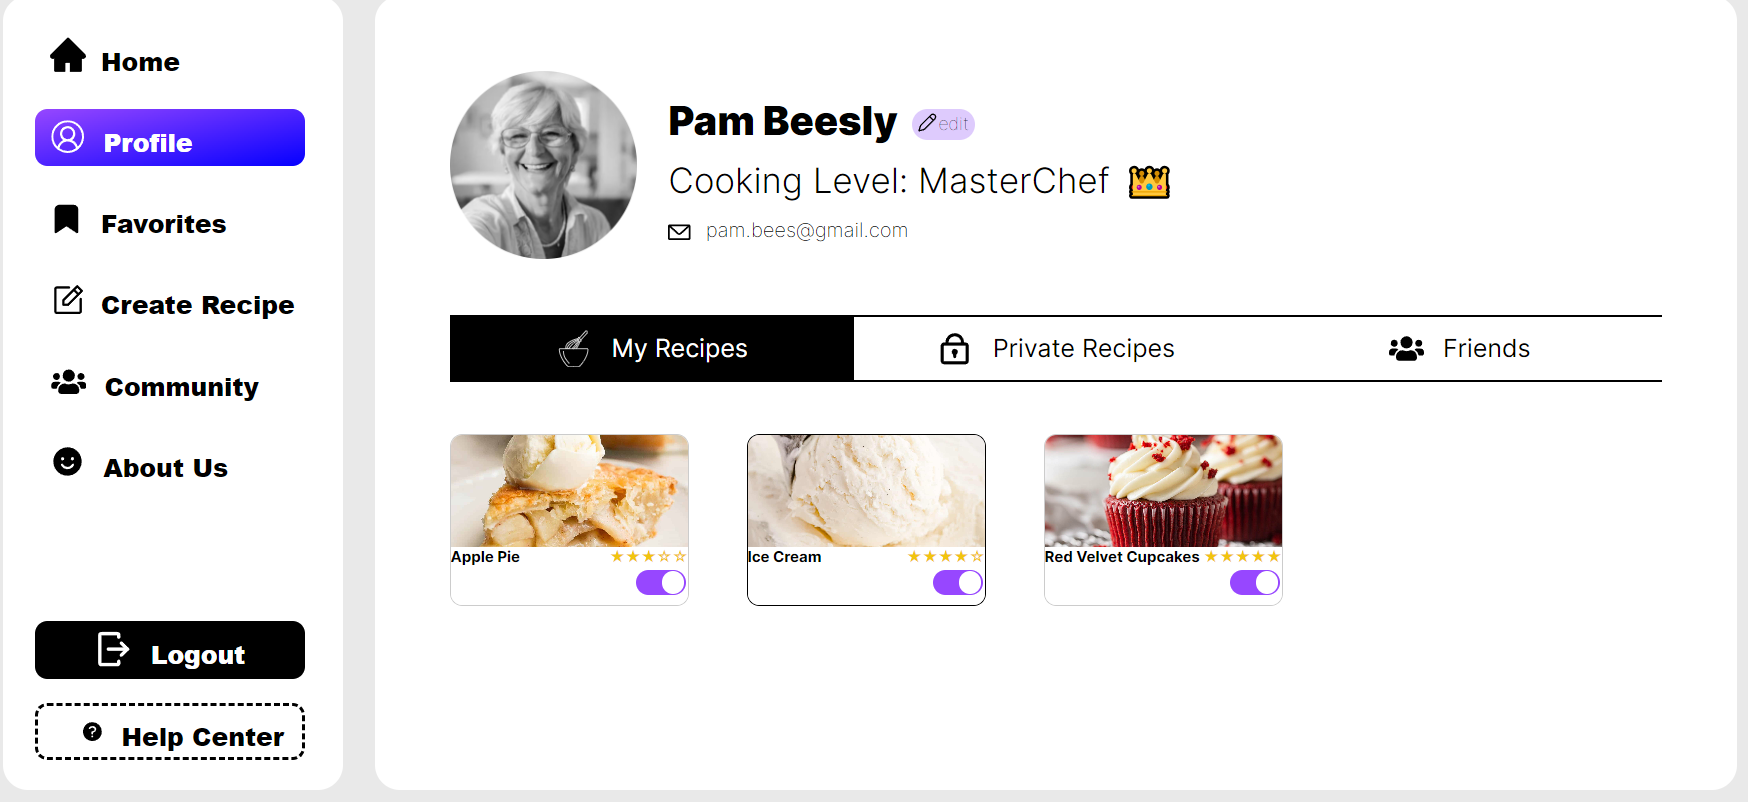 Home
Profile
Favorites
Create Recipe
Community
About Us
Logout
Help Center
Pam Beesly edit
Cooking Level: MasterChef
pam.bees@gmail.com
My Recipes Private Recipes Friends
Apple Pie ★★★☆☆
Ice Cream ★★★★☆
Red Velvet Cupcakes ★★★★★